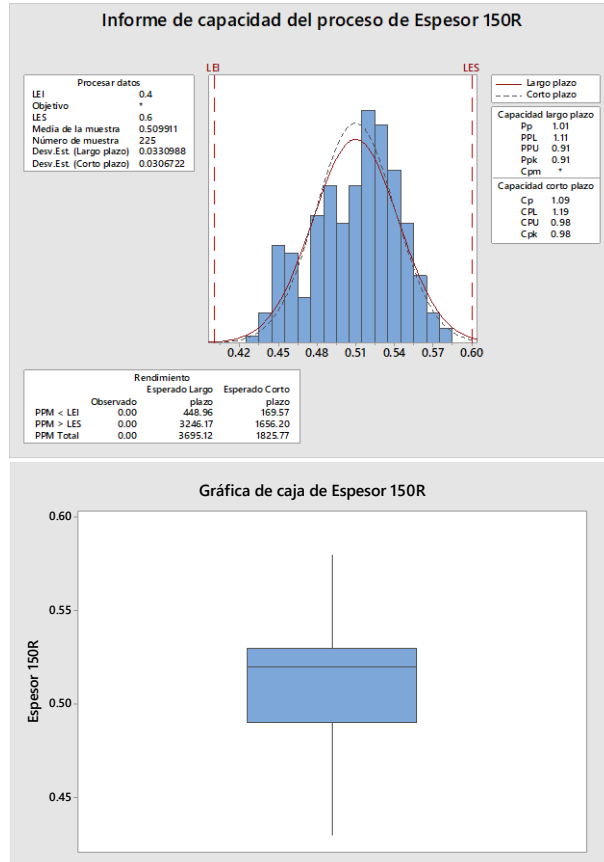 Informe de capacidad del proceso de Espesor 150R
LEI LES
Procesar datos
LEI 0.4
Objetivo *
LES 0.6
Media de la muestra 0.509911
Número de muestra 225
Desv.Est. (Largo plazo) 0.0330988
Desv.Est. (Corto plazo) 0.0306722
Largo plazo
Corto plazo
Capacidad largo plazo
Pp 1.01
PPL 1.11
PPU 0.91
Ppk 0.91
Cpm *
Capacidad corto plazo
Cp 1.09
CPL 1.19
CPU 0.98
Cpk 0.98
0.42 0.45 0.48 0.51 0.54 0.57 0.60
Rendimiento
Esperado Largo Esperado Corto
Observado plazo plazo
PPM < LEI 0.00 448.96 169.57
PPM > LES 0.00 3246.17 1656.20
PPM Total 0.00 3695.12 1825.77
Gráfica de caja de Espesor 150R
0.60
0.55
0.50
0.45
Espesor 150R